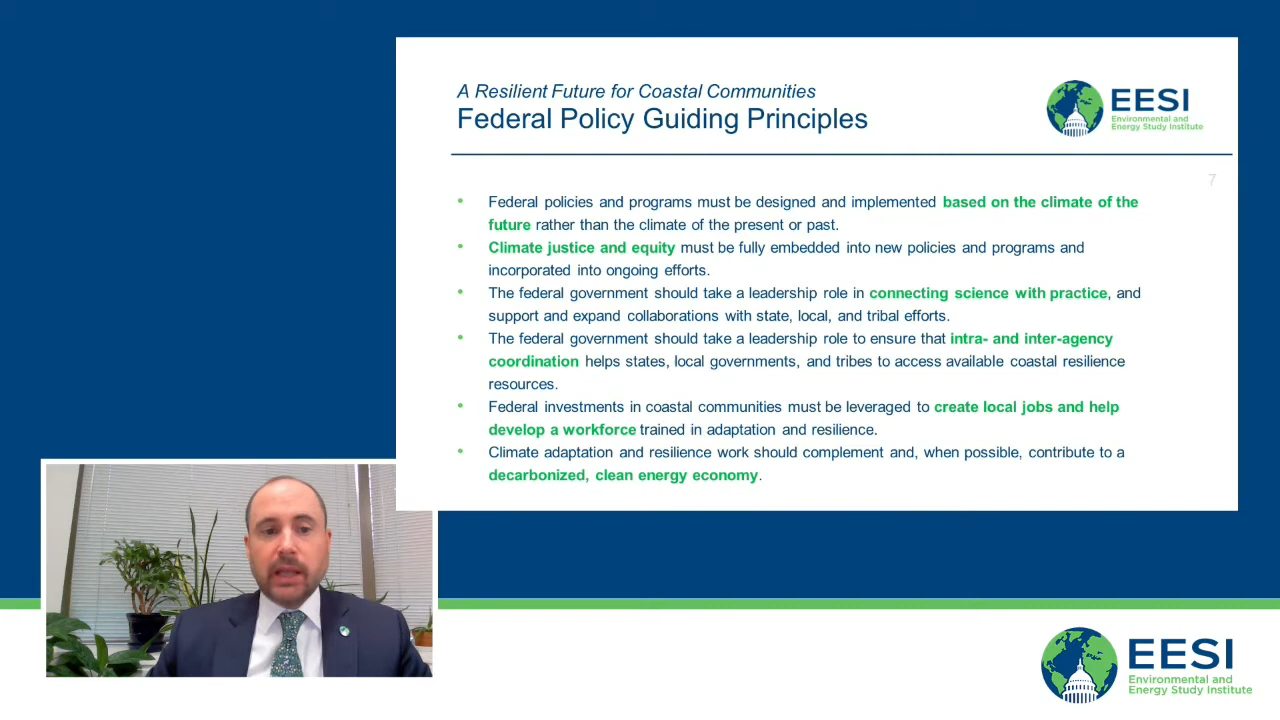 A Resilient Future for Coastal Communities
Federal Policy Guiding Principles
EESI
Environmental and
Energy Study Institute
7
• Federal policies and programs must be designed and implemented based on the climate of the
future rather than the climate of the present or past.
• Climate justice and equity must be fully embedded into new policies and programs and
incorporated into ongoing efforts.
• The federal government should take a leadership role in connecting science with practice, and
support and expand collaborations with state, local, and tribal efforts.
• The federal government should take a leadership role to ensure that intra- and inter-agency
coordination helps states, local governments, and tribes to access available coastal resilience
resources.
• Federal investments in coastal communities must be leveraged to create local jobs and help
develop a workforce trained in adaptation and resilience.
• Climate adaptation and resilience work should complement and, when possible, contribute to a
decarbonized, clean energy economy.
EESI
Environmental and
Energy Study Institute